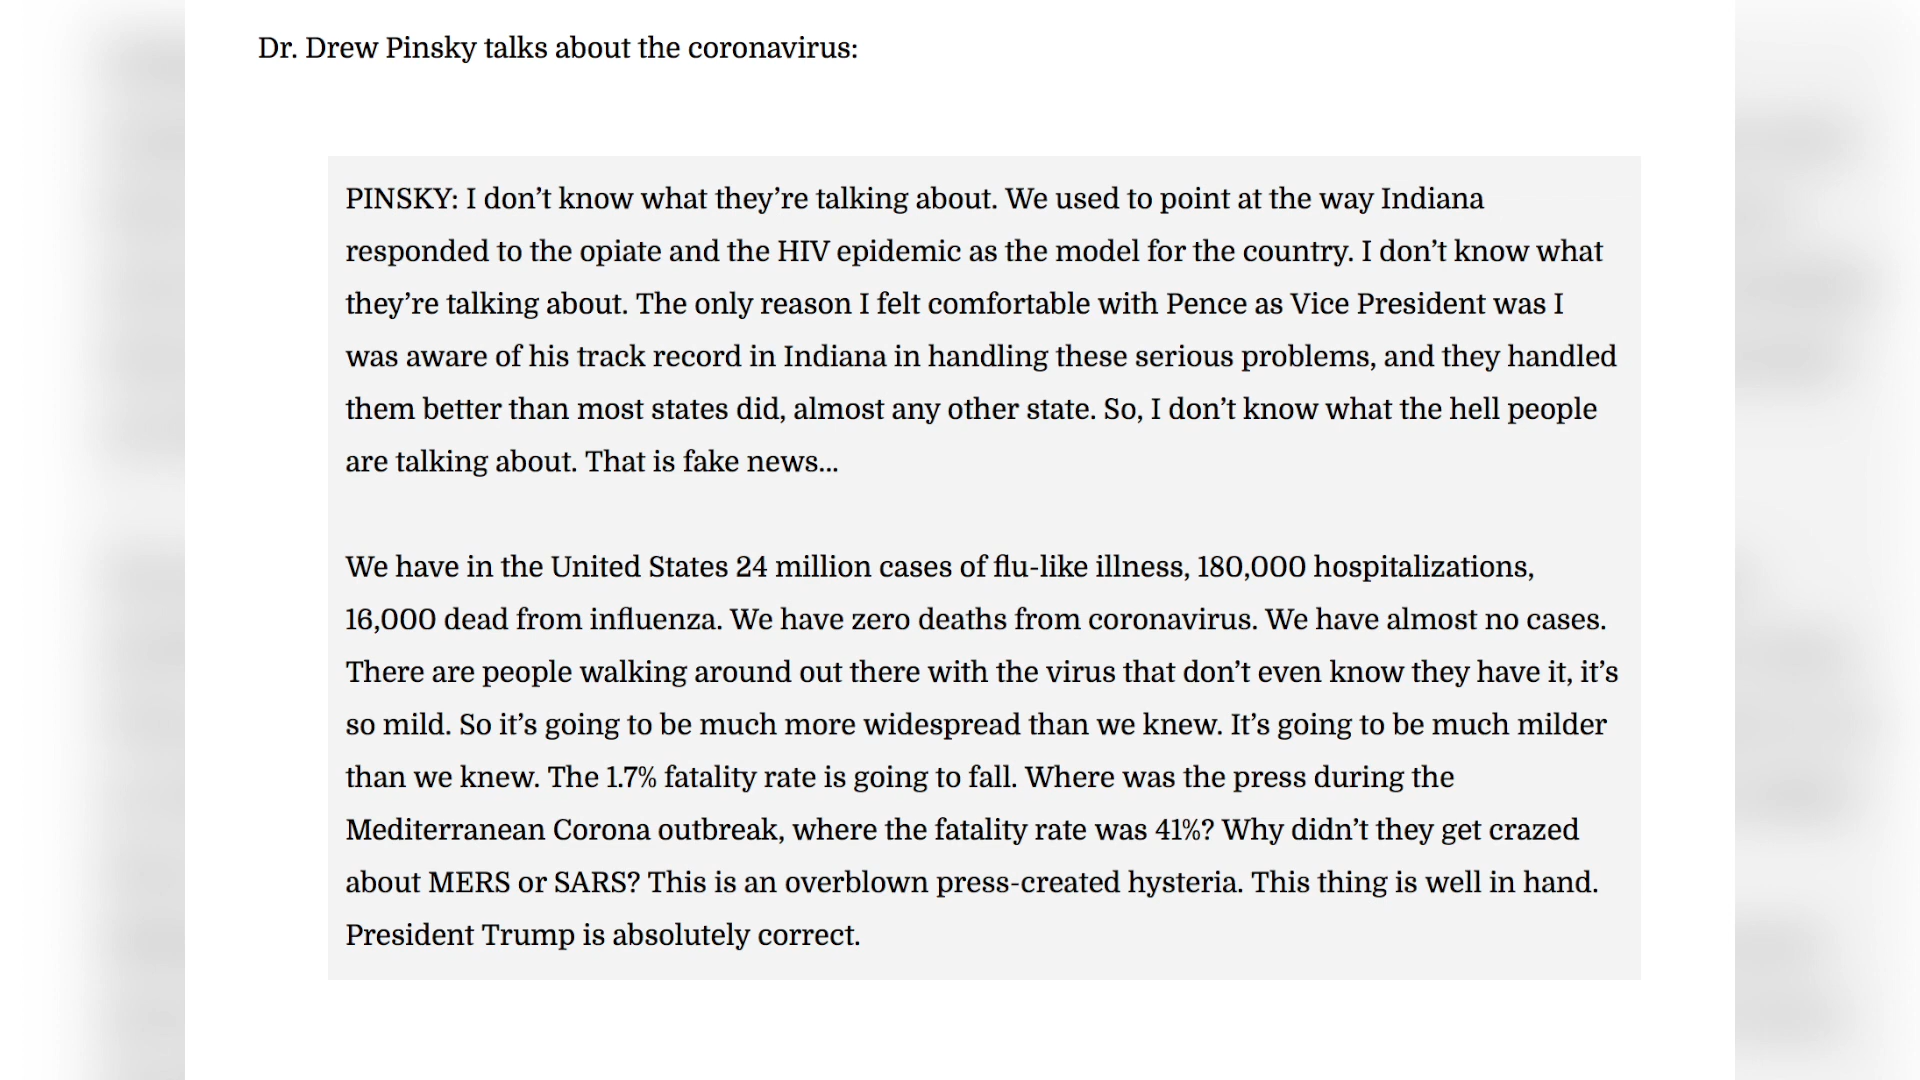 Dr. Drew Pinsky talks about the coronavirus:
PINSKY: I don’t know what they’re talking about. We used to point at the way Indiana
responded to the opiate and the HIV epidemic as the model for the country. I don’t know what
they’re talking about. The only reason I felt comfortable with Pence as Vice President was I
was aware of his track record in Indiana in handling these serious problems, and they handled
them better than most states did, almost any other state. So, I don’t know what the hell people
are talking about. That is fake news...
We have in the United States 24 million cases of flu-like illness, 180,000 hospitalizations,
16,000 dead from influenza. We have zero deaths from coronavirus. We have almost no cases.
There are people walking around out there with the virus that don’t even know they have it, it’s
so mild. So it’s going to be much more widespread than we knew. It’s going to be much milder
than we knew. The 1.7% fatality rate is going to fall. Where was the press during the
Mediterranean Corona outbreak, where the fatality rate was 41%? Why didn’t they get crazed
about MERS or SARS? This is an overblown press-created hysteria. This thing is well in hand.
President Trump is absolutely correct.